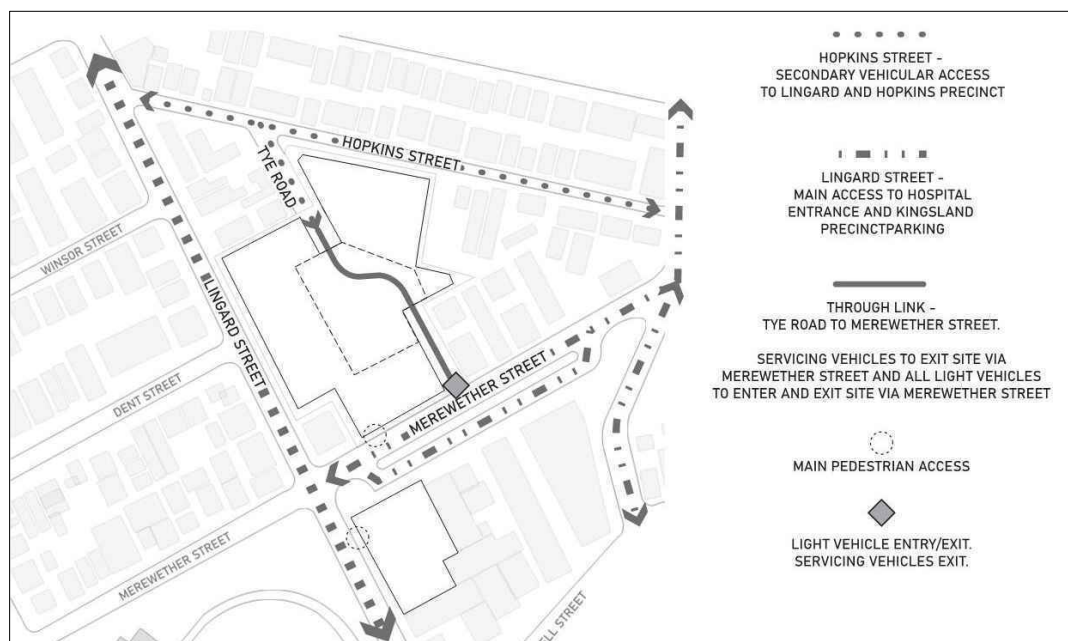 HOPKINS STREET
TYE ROAD
WINSOR STREET
LINGARD STREET
DENT STREET
MEREWETHER STREET
MEREWETHER STREET
STREET
HOPKINS STREET -
SECONDARY VEHICULAR ACCESS
TO LINGARD AND HOPKINS PRECINCT
LINGARD STREET -
MAIN ACCESS TO HOSPITAL
ENTRANCE AND KINGSLAND
PRECINCTPARKING
THROUGH LINK -
TYE ROAD TO MEREWETHER STREET.
SERVICING VEHICLES TO EXIT SITE VIA
MEREWETHER STREET AND ALL LIGHT VEHICLES
TO ENTER AND EXIT SITE VIA MEREWETHER STREET
MAIN PEDESTRIAN ACCESS
LIGHT VEHICLE ENTRY/EXIT.
SERVICING VEHICLES EXIT.